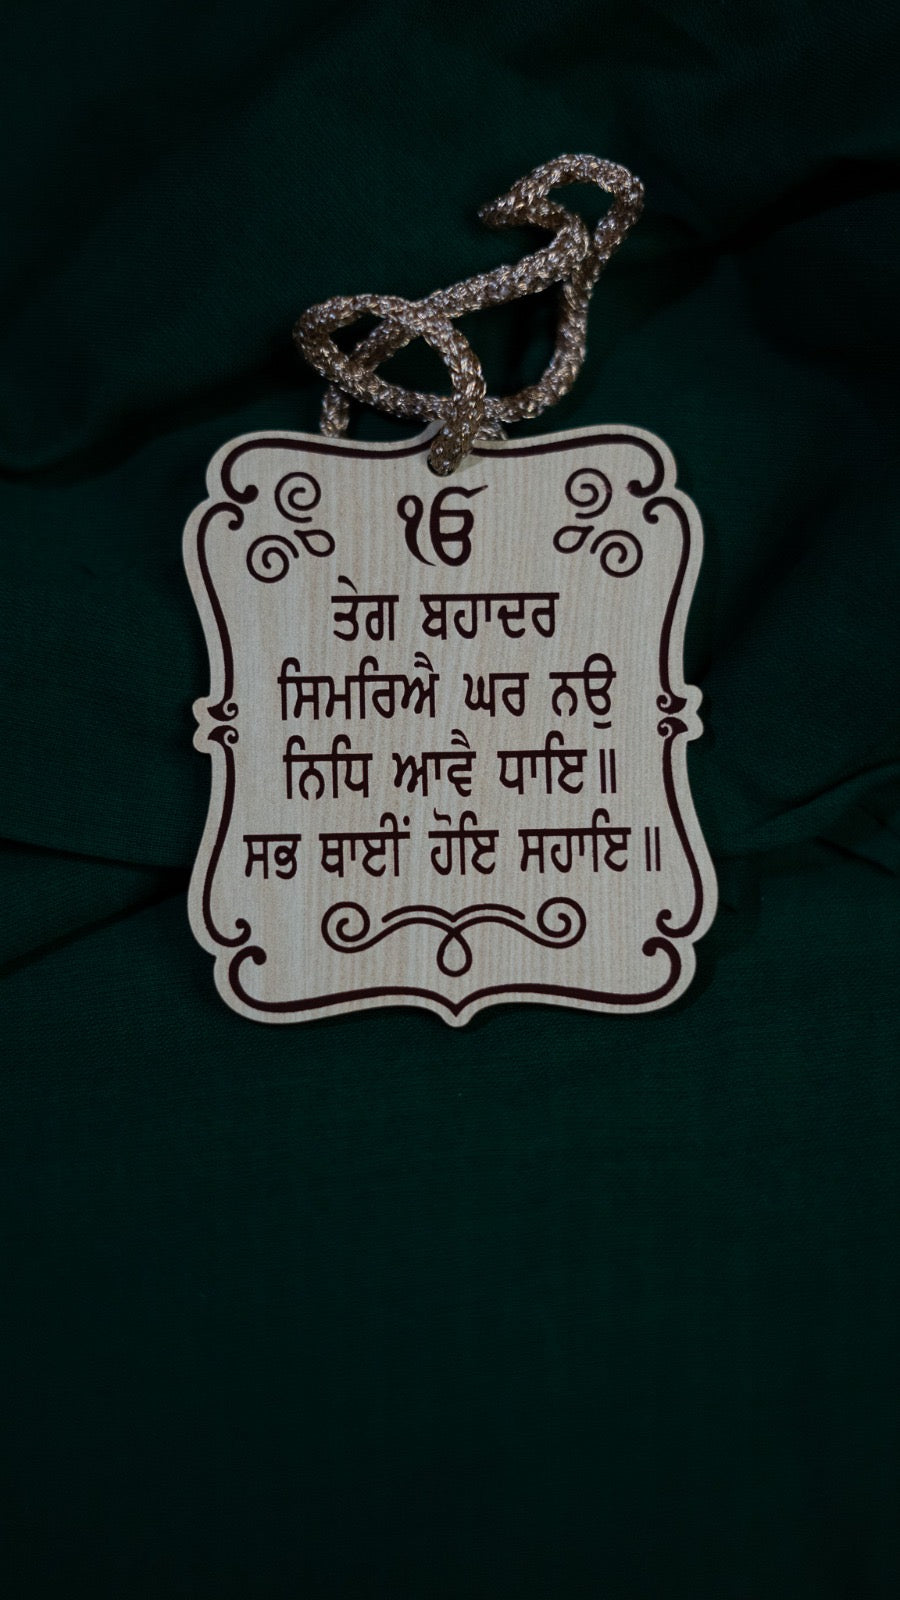 ੴ
ਤੇਗ ਬਹਾਦਰ
ਸਿਮਰਿਐ ਘਰ ਨਉ
ਨਿਧਿ ਆਵੈ ਧਾਇ॥
ਸਭ ਥਾਈਂ ਹੋਇ ਸਹਾਇ॥